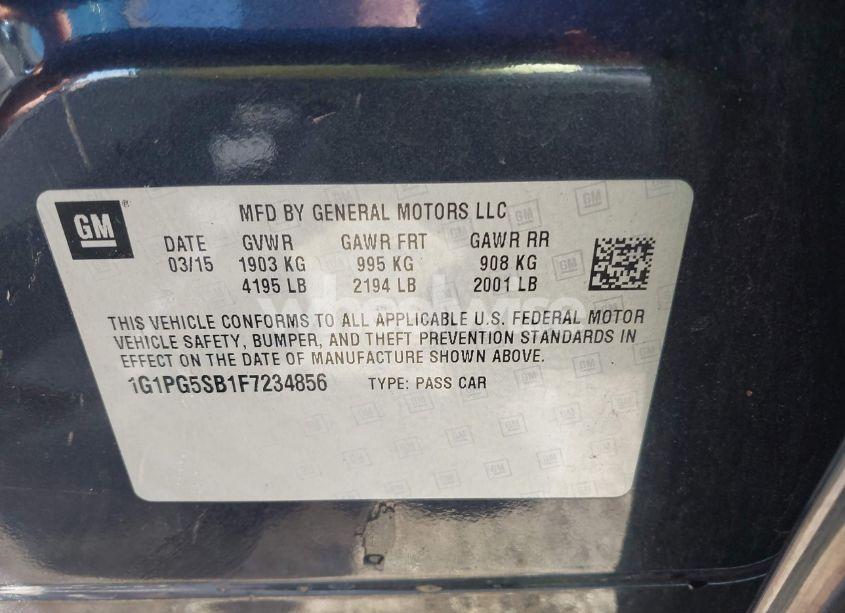 GM
MFD BY GENERAL MOTORS LLC
DATE GVWR GAWR FRT GAWR RR
03/15 1903 KG 995 KG 908 KG
4195 LB 2194 LB 2001 LB
THIS VEHICLE CONFORMS TO ALL APPLICABLE U.S. FEDERAL MOTOR
VEHICLE SAFETY, BUMPER, AND THEFT PREVENTION STANDARDS IN
EFFECT ON THE DATE OF MANUFACTURE SHOWN ABOVE.
1G1PG5SB1F7234856 TYPE: PASS CAR